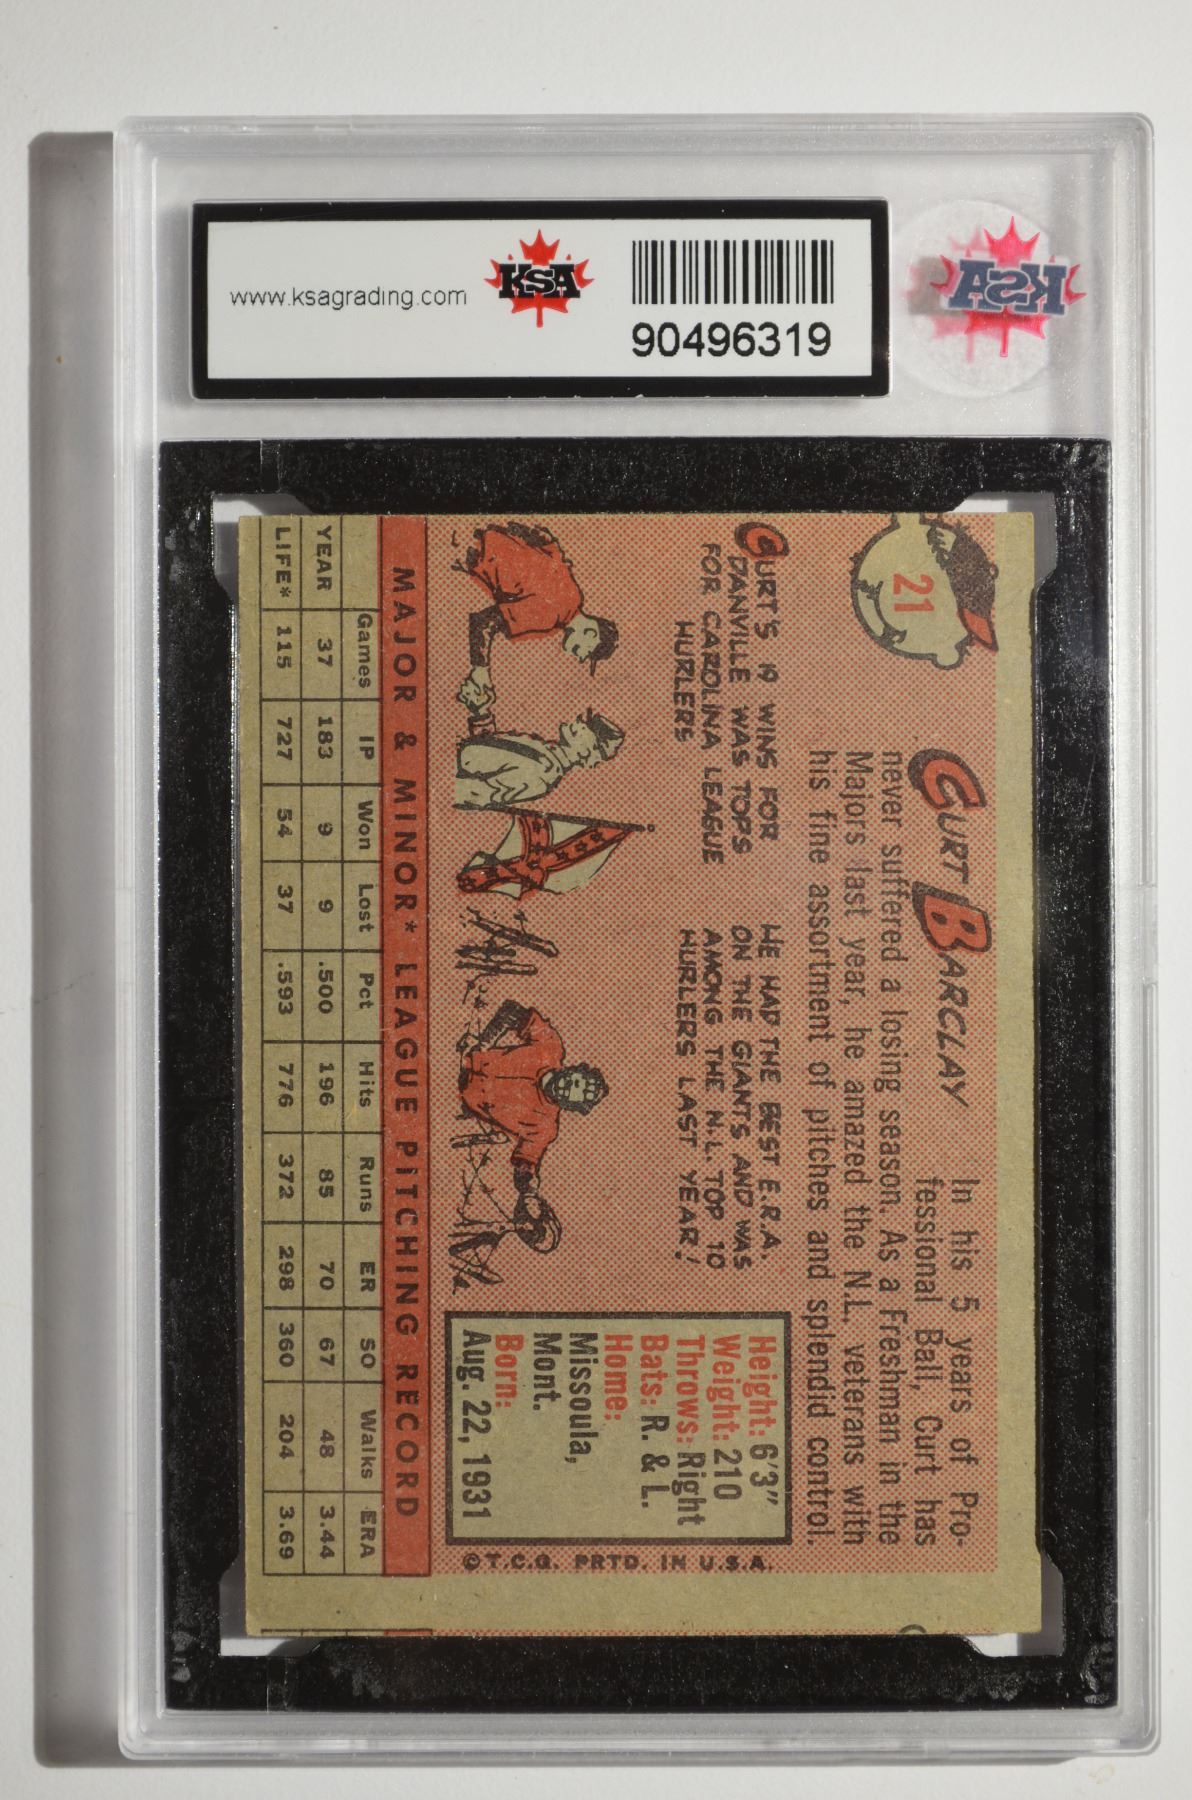 www.ksagrading.com
KSA
90496319
KSA
21
CURT BARCLAY
In his 5 years of Pro-
fessional Ball, Curt has
never suffered a losing season. As a Freshman in the
Majors last year, he amazed the N.L. veterans with
his fine assortment of pitches and splendid control.
CURT'S 19 WINS FOR
DANVILLE WAS TOPS
FOR CAROLINA LEAGUE
HURLERS
HE HAD THE BEST E.R.A.
ON THE GIANTS AND WAS
AMONG THE N.L. TOP 10
HURLERS LAST YEAR!
Height: 6'3"
Weight: 210
Throws: Right
Bats: R. & L.
Home:
Missoula,
Mont.
Born:
Aug. 22, 1931
©T.C.G. PRTD. IN U.S.A.
MAJOR & MINOR* LEAGUE PITCHING RECORD
Games IP Won Lost Pct Hits Runs ER SO Walks ERA
YEAR 37 183 9 9 .500 196 85 70 67 48 3.44
LIFE* 115 727 54 37 .593 776 372 298 360 204 3.69